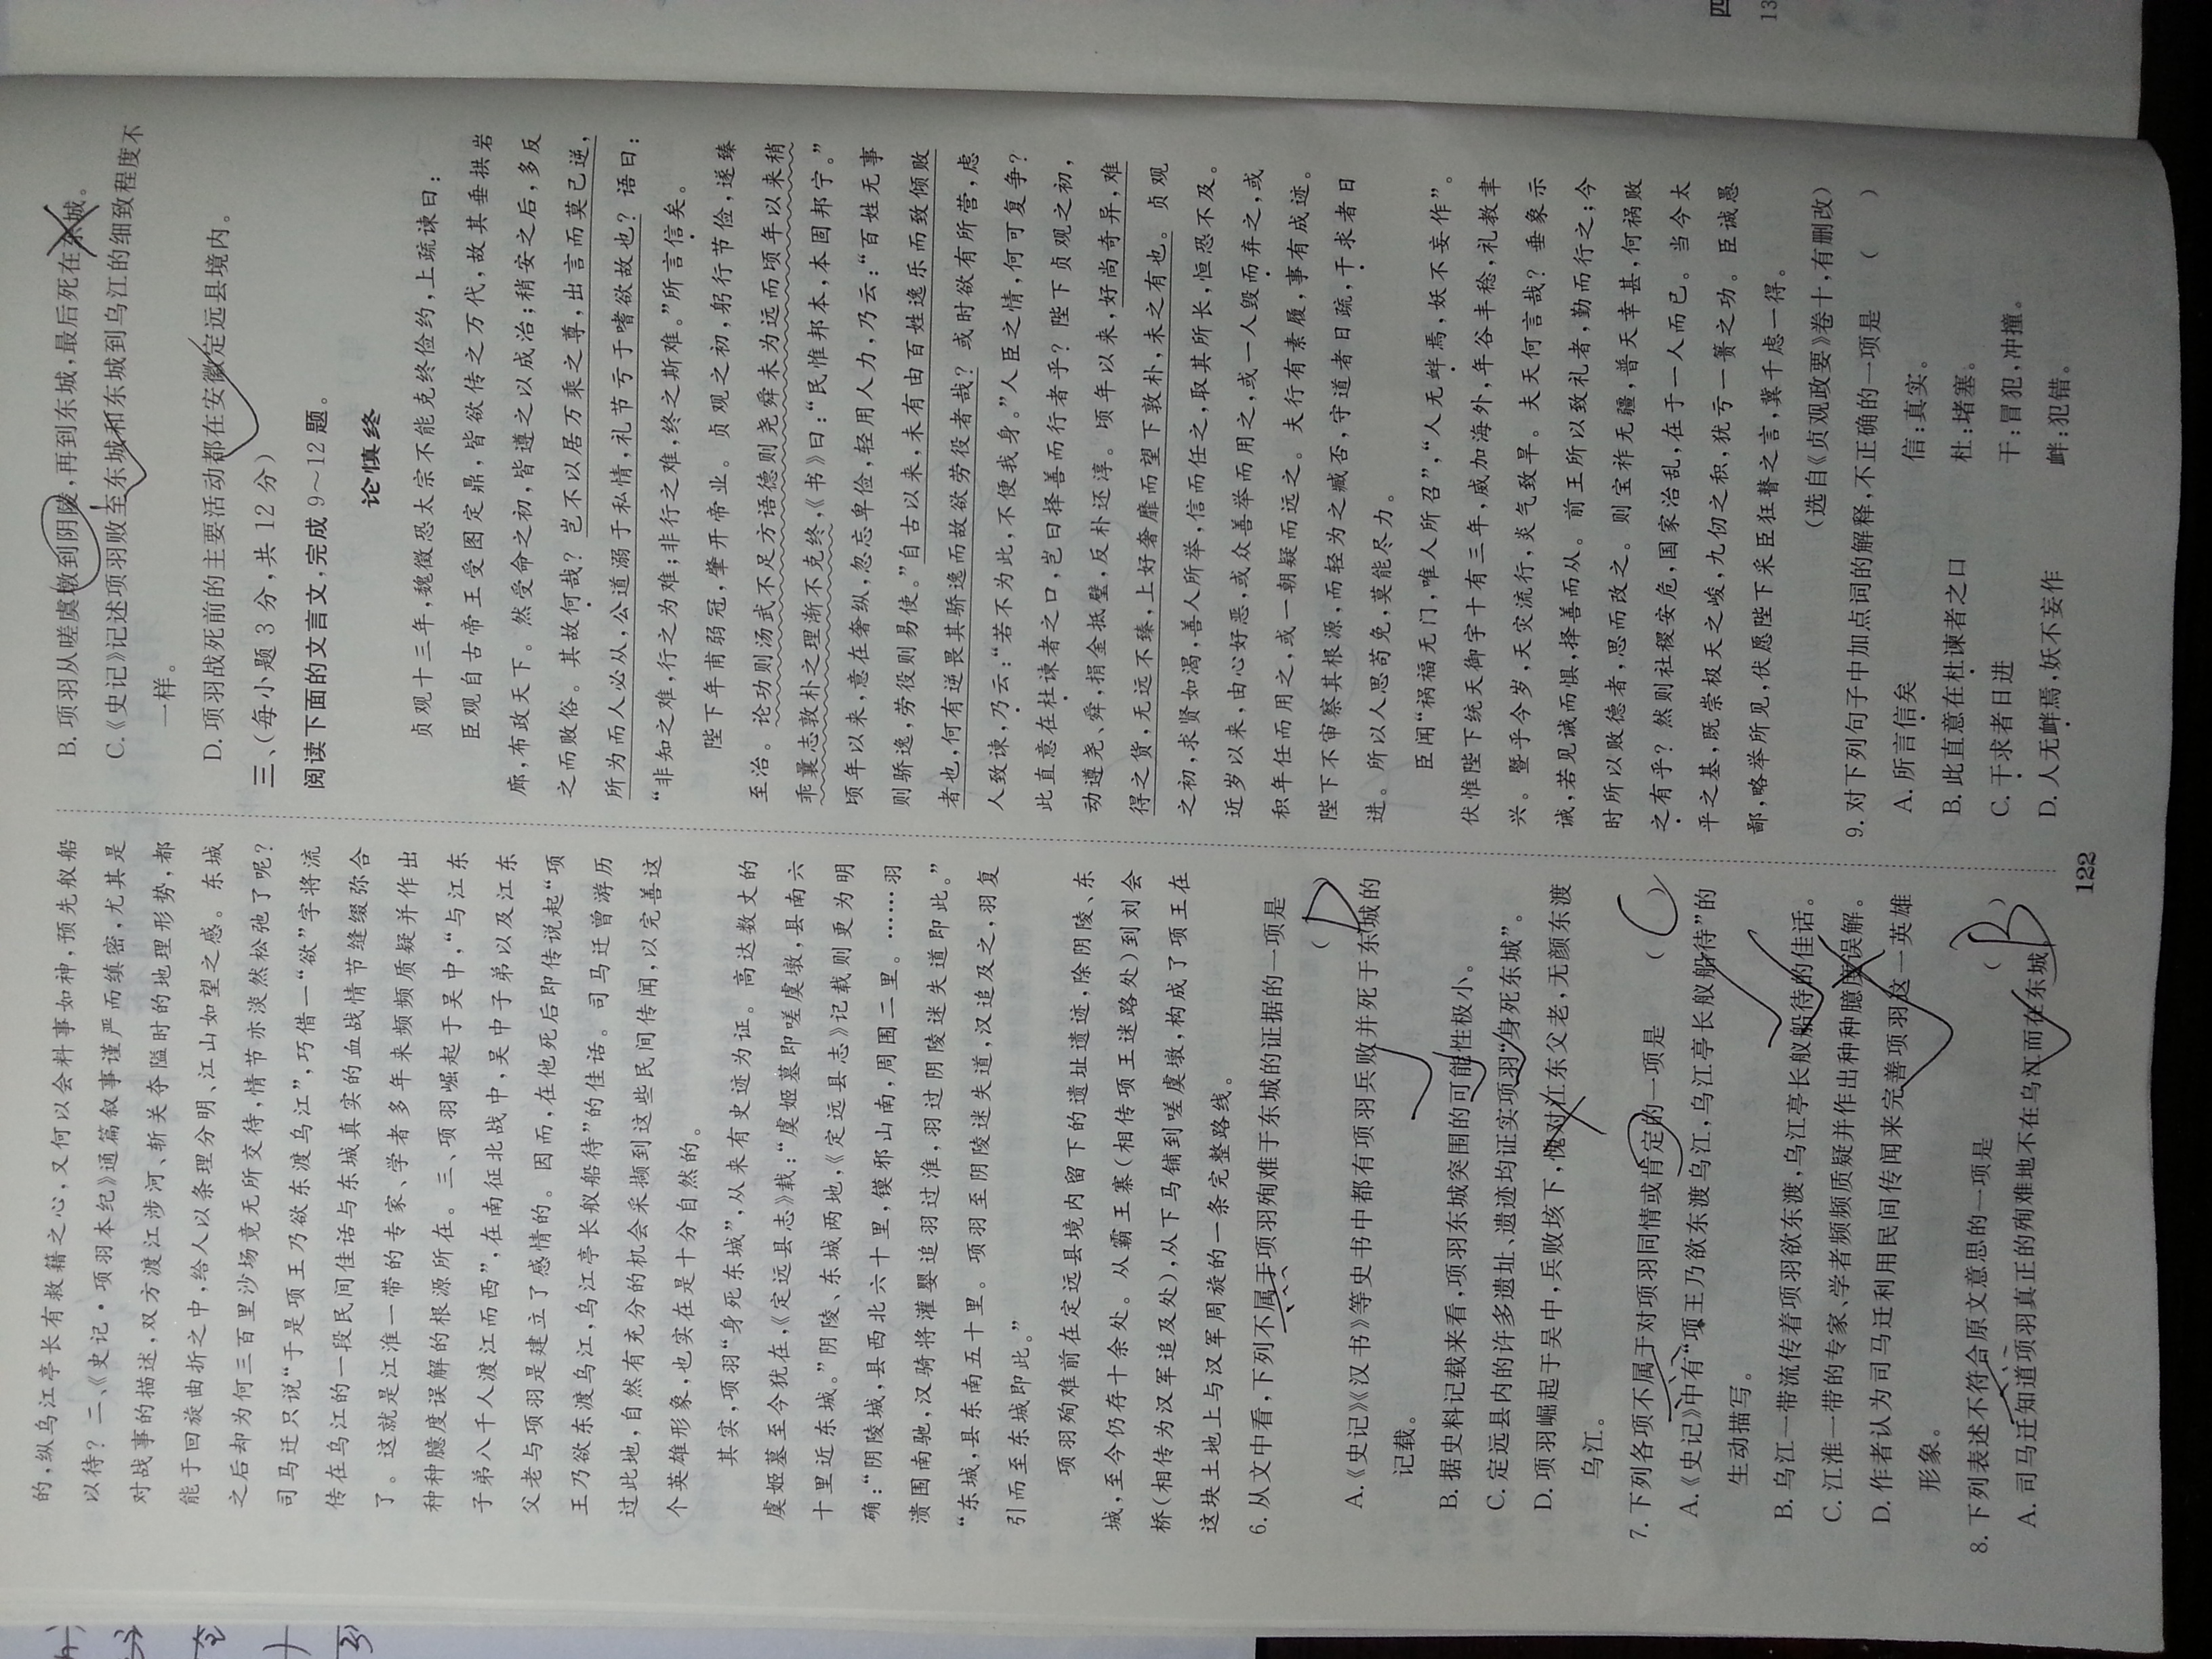 的,纵乌江亭长有救籍之心,又何以会料事如神,预先舣船
以待?二、《史记·项羽本纪》通篇叙事谨严而缜密,尤其是
对战事的描述,双方渡江涉河、斩关夺隘时的地理形势,都
能于回旋曲折之中,给人以条理分明、江山如望之感。东城
之后却为何三百里沙场竟无所交待,情节亦淡然松弛了呢?
司马迁只说“于是项王乃欲东渡乌江”,巧借一“欲”字将流
传在乌江的一段民间佳话与东城真实的血战情节缝缀弥合
了。这就是江淮一带的专家、学者多年来频频质疑并作出
种种臆度误解的根源所在。三、项羽崛起于吴中,“与江东
子弟八千人渡江而西”,在南征北战中,吴中子弟以及江东
父老与项羽是建立了感情的。因而,在他死后即传说起“项
王乃欲东渡乌江,乌江亭长舣船待”的佳话。司马迁曾游历
过此地,自然有充分的机会采撷到这些民间传闻,以完善这
个英雄形象,也实在是十分自然的。
其实,项羽“身死东城”,从来有史迹为证。高达数丈的
虞姬墓至今犹在,《定远县志》载:“虞姬墓即嗟虞墩,县南六
十里近东城。”阴陵、东城两地,《定远县志》记载则更为明
确:“阴陵城,县西北六十里,镆邪山南,周围二里。……羽
溃围南驰,汉骑将灌婴追羽过淮,羽过阴陵迷失道即此。”
“东城,县东南五十里。项羽至阴陵迷失道,汉追及之,羽复
引而至东城即此。”
项羽殉难前在定远县境内留下的遗址遗迹,除阴陵、东
城,至今仍存十余处。从霸王寨(相传项王迷路处)到刘会
桥(相传为汉军追及处),从下马铺到嗟虞墩,构成了项王在
这块土地上与汉军周旋的一条完整路线。
6. 从文中看,下列不属于项羽殉难于东城的证据的一项是
(D)
A.《史记》《汉书》等史书中都有项羽兵败并死于东城的
记载。
B. 据史料记载来看,项羽东城突围的可能性极小。
C. 定远县内的许多遗址、遗迹均证实项羽“身死东城”。
D. 项羽崛起于吴中,兵败垓下,愧对江东父老,无颜东渡
乌江。
7. 下列各项不属于对项羽同情或肯定的一项是 (C)
A.《史记》中有“项王乃欲东渡乌江,乌江亭长舣船待”的
生动描写。
B. 乌江一带流传着项羽欲东渡,乌江亭长舣船待的佳话。
C. 江淮一带的专家、学者频频质疑并作出种种臆度误解。
D. 作者认为司马迁利用民间传闻来完善项羽这一英雄
形象。
8. 下列表述不符合原文意思的一项是 (B)
A. 司马迁知道项羽真正的殉难地不在乌江而在东城
B. 项羽从嗟虞墩到阴陵,再到东城,最后死在东城。
C.《史记》记述项羽败至东城和东城到乌江的细致程度不
一样。
D. 项羽战死前的主要活动都在安徽定远县境内。
三、(每小题 3 分,共 12 分)
阅读下面的文言文,完成 9～12 题。
论慎终
贞观十三年,魏徵恐太宗不能克终俭约,上疏谏曰:
臣观自古帝王受图定鼎,皆欲传之万代,故其垂拱岩
廊,布政天下。然受命之初,皆遵之以成治;稍安之后,多反
之而败俗。其故何哉?岂不以居万乘之尊,出言而莫己逆,
所为而人必从,公道溺于私情,礼节亏于嗜欲故也?语曰:
“非知之难,行之为难;非行之难,终之斯难。”所言信矣。
陛下年甫弱冠,肇开帝业。贞观之初,躬行节俭,遂臻
至治。论功则汤武不足方语德则尧舜未为远而顷年以来稍
乖曩志敦朴之理渐不克终,《书》曰:“民惟邦本,本固邦宁。”
顷年以来,意在奢纵,忽忘卑俭,轻用人力,乃云:“百姓无事
则骄逸,劳役则易使。”自古以来,未有由百姓逸乐而致倾败
者也,何有逆畏其骄逸而故欲劳役者哉?或时欲有所营,虑
人致谏,乃云:“若不为此,不便我身。”人臣之情,何可复争?
此直意在杜谏者之口,岂曰择善而行者乎?陛下贞观之初,
动遵尧、舜,捐金抵璧,反朴还淳。顷年以来,好尚奇异,难
得之货,无远不臻,上好奢靡而望下敦朴,未之有也。贞观
之初,求贤如渴,善人所举,信而任之,取其所长,恒恐不及。
近岁以来,由心好恶,或众善举而用之,或一人毁而弃之,或
积年任而用之,或一朝疑而远之。夫行有素履,事有成迹。
陛下不审察其根源,而轻为之臧否,守道者日疏,干求者日
进。所以人思苟免,莫能尽力。
臣闻“祸福无门,唯人所召”,“人无衅焉,妖不妄作”。
伏惟陛下统天御宇十有三年,威加海外,年谷丰稔,礼教聿
兴。暨乎今岁,天灾流行,炎气致旱。夫天何言哉?垂象示
诫,若见诫而惧,择善而从。前王所以致礼者,勤而行之;今
时所以败德者,思而改之。则宝祚无疆,普天幸甚,何祸败
之有乎?然则社稷安危,国家治乱,在于一人而已。当今太
平之基,既崇极天之峻,九仞之积,犹亏一篑之功。臣诚愚
鄙,略举所见,伏愿陛下采臣狂瞽之言,冀千虑一得。
(选自《贞观政要》卷十,有删改)
9. 对下列句子中加点词的解释,不正确的一项是 ( )
A. 所言信矣 信:真实。
B. 此直意在杜谏者之口 杜:堵塞。
C. 干求者日进 干:冒犯,冲撞。
D. 人无衅焉,妖不妄作 衅:犯错。
122
四
13